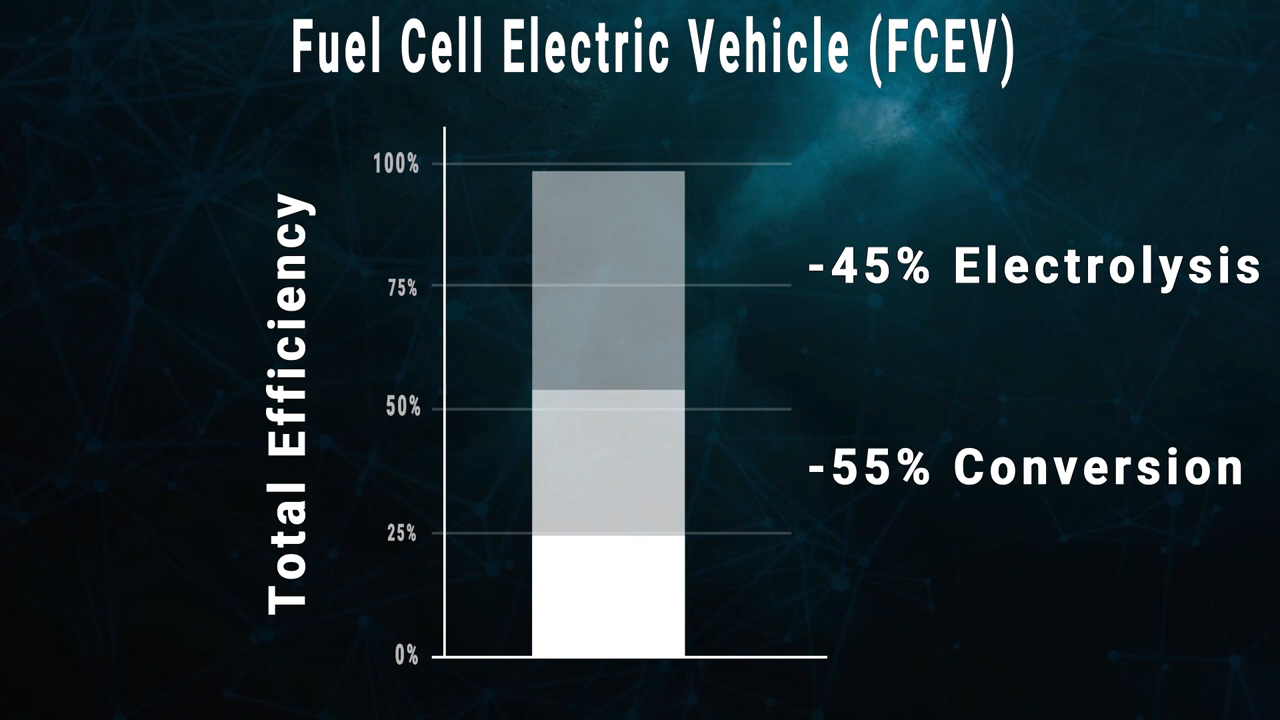 Fuel Cell Electric Vehicle (FCEV)
Total Efficiency
100%
75%
50%
25%
0%
-45% Electrolysis
-55% Conversion